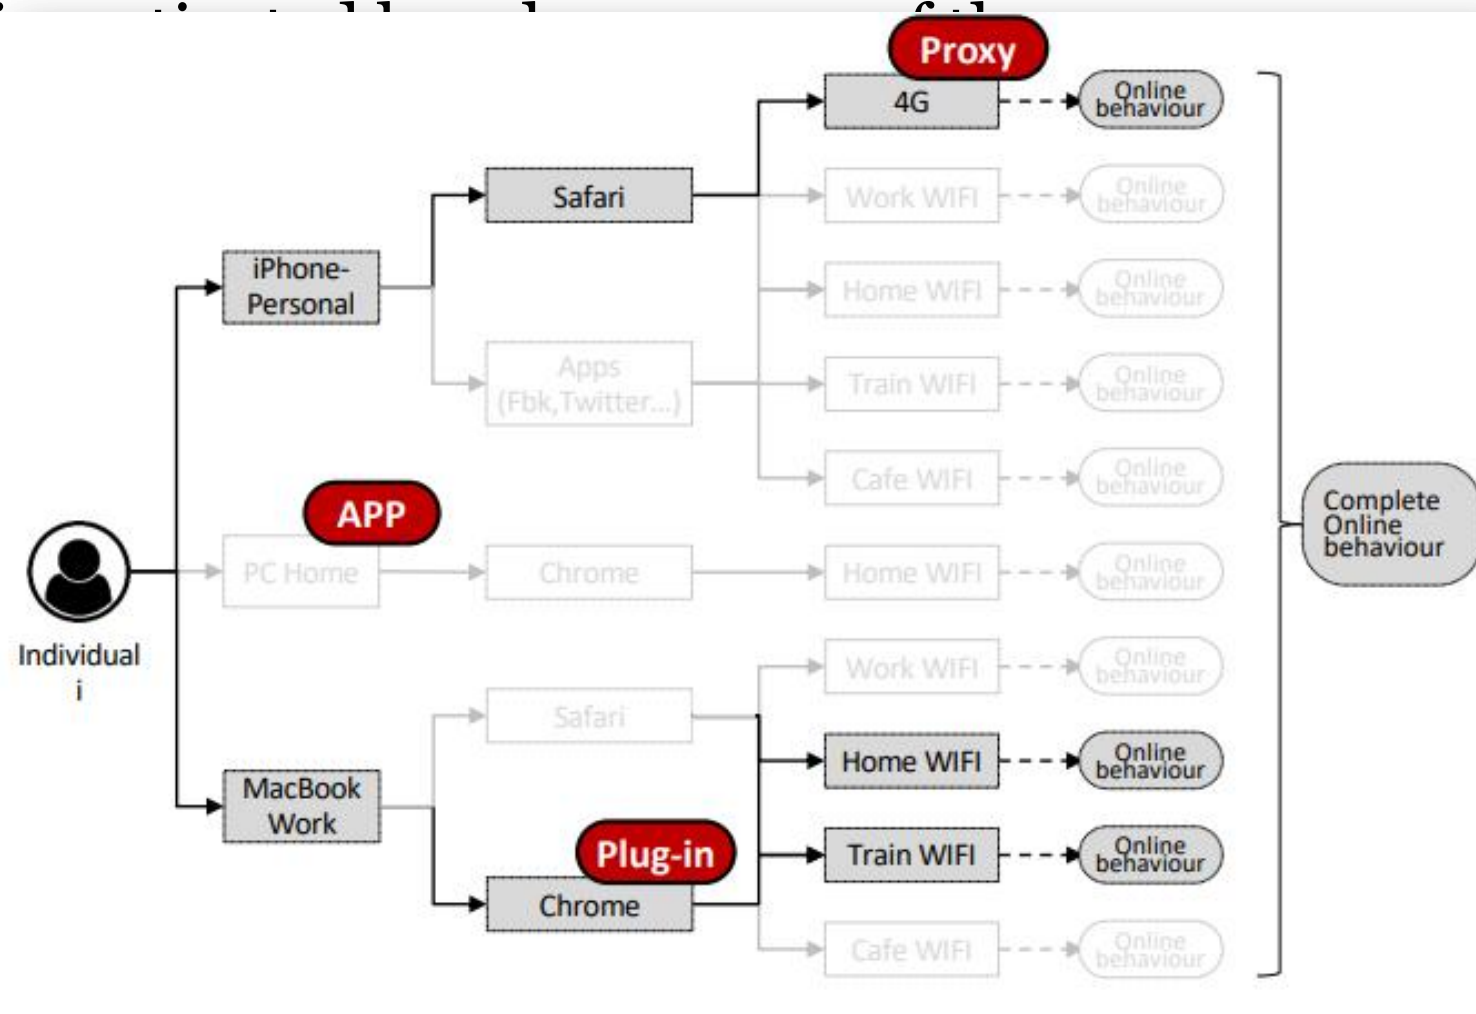 Proxy
4G
Online
behaviour
Safari
Work WIFI
Online
behaviour
iPhone-
Personal
Home WIFI
Online
behaviour
Apps
(Fbk,Twitter...)
Train WIFI
Online
behaviour
Cafe WIFI
Online
behaviour
APP
PC Home
Chrome
Home WIFI
Online
behaviour
Complete
Online
behaviour
Individual
i
Work WIFI
Online
behaviour
Safari
MacBook
Work
Home WIFI
Online
behaviour
Plug-in
Chrome
Train WIFI
Online
behaviour
Cafe WIFI
Online
behaviour